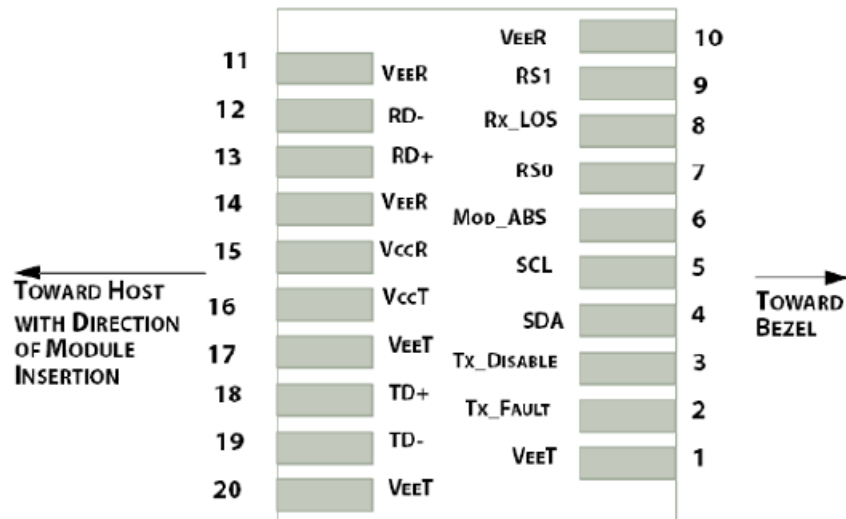 VEER 10
11 VEER
RS1 9
12 RD-
Rx_LOS 8
13 RD+
RS0 7
14 VEER
Mod_ABS 6
15 VccR
SCL 5
TOWARD HOST
WITH DIRECTION
OF MODULE
INSERTION
16 VccT
TOWARD
BEZEL
SDA 4
17 VEET
Tx_DISABLE 3
18 TD+
Tx_FAULT 2
19 TD-
VEET 1
20 VEET